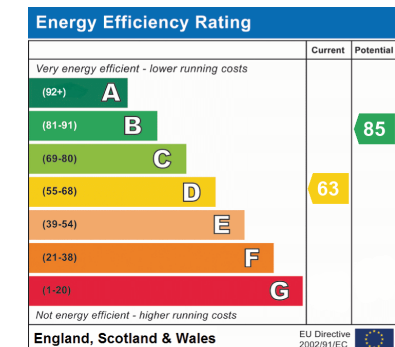 Energy Efficiency Rating
Current Potential
Very energy efficient - lower running costs
(92+) A
(81-91) B
85
(69-80) C
(55-68) D
63
(39-54) E
(21-38) F
(1-20) G
Not energy efficient - higher running costs
England, Scotland & Wales
EU Directive
2002/91/EC